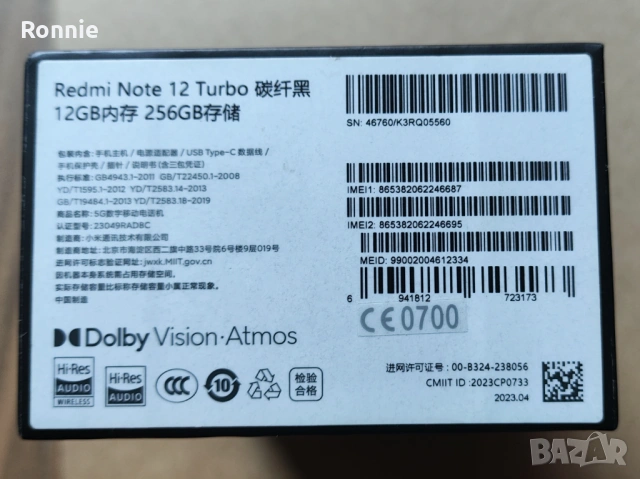 Ronnie
Redmi Note 12 Turbo 碳纤黑
12GB内存 256GB存储
包装内含: 手机主机 / 电源适配器 / USB Type-C 数据线 /
手机保护壳 / 插针 / 说明书(含三包凭证)
执行标准: GB4943.1-2011 GB/T22450.1-2008
YD/T1595.1-2012 YD/T2583.14-2013
GB/T19484.1-2013 YD/T2583.18-2019
商品名称: 5G数字移动电话机
认证型号: 23049RAD8C
制造商: 小米通讯技术有限公司
制造商地址: 北京市海淀区西二旗中路33号院6号楼9层019号
进网许可标志验证网址: jwxk.MIIT.gov.cn
因机器本身系统需占用存储空间,
实际存储容量比标称存储容量小属正常现象。
中国制造
Dolby Vision·Atmos
Hi-Res
AUDIO
WIRELESS
Hi-Res
AUDIO
CCC
10
检验
合格
SN: 46760/K3RQ05560
IMEI1: 865382062246687
IMEI2: 865382062246695
MEID: 99002004612334
6 941812 723173
CE0700
进网许可证号: 00-B324-238056
CMIIT ID: 2023CP0733
2023.04
BAZAR